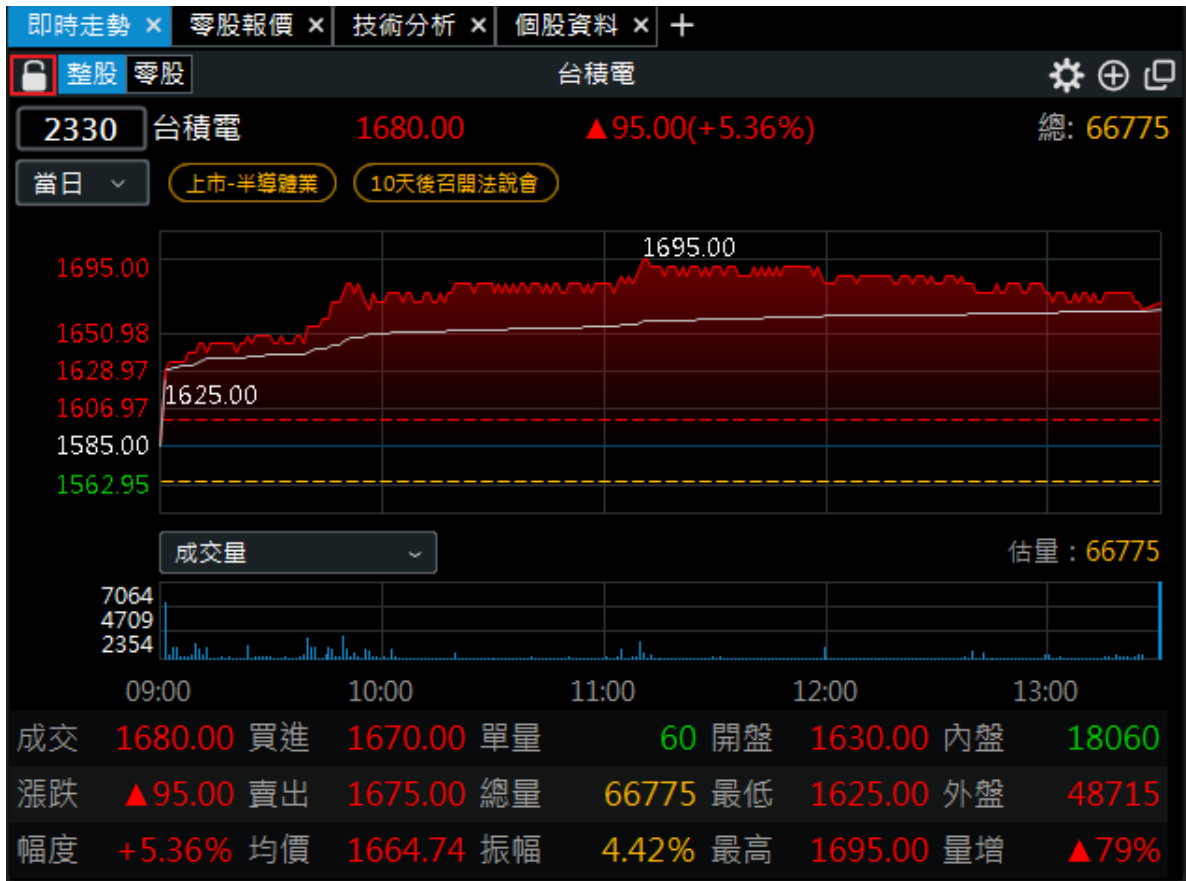 即時走勢 × 零股報價 × 技術分析 × 個股資料 × +
整股 零股 台積電
2330 台積電 1680.00 ▲95.00(+5.36%) 總: 66775
當日 上市-半導體業 10天後召開法說會
1695.00
1695.00
1650.98
1628.97
1625.00
1606.97
1585.00
1562.95
成交量 估量：66775
7064
4709
2354
09:00 10:00 11:00 12:00 13:00
成交 1680.00 買進 1670.00 單量 60 開盤 1630.00 內盤 18060
漲跌 ▲95.00 賣出 1675.00 總量 66775 最低 1625.00 外盤 48715
幅度 +5.36% 均價 1664.74 振幅 4.42% 最高 1695.00 量增 ▲79%